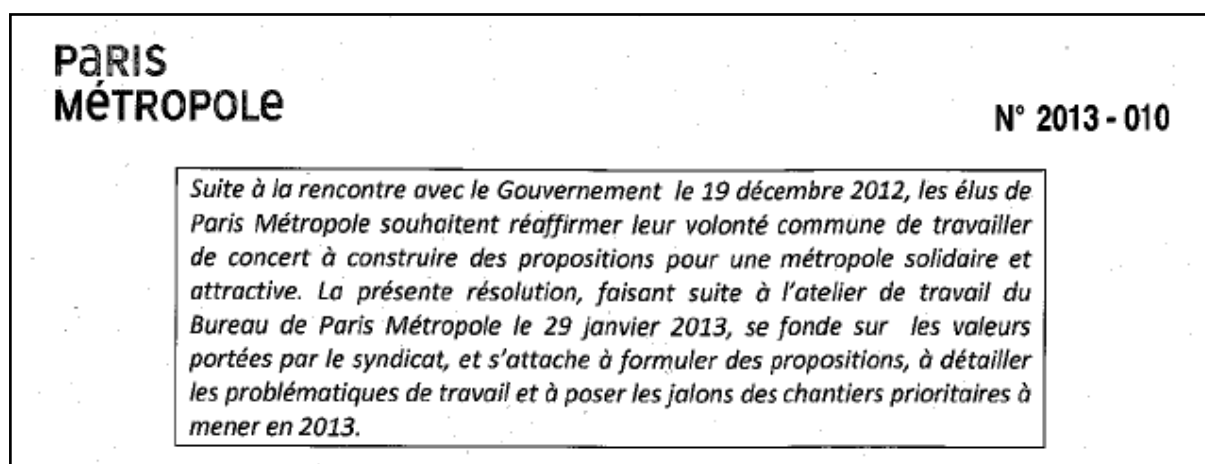 PaRIS
MéTROPOLe
N° 2013 - 010
Suite à la rencontre avec le Gouvernement le 19 décembre 2012, les élus de
Paris Métropole souhaitent réaffirmer leur volonté commune de travailler
de concert à construire des propositions pour une métropole solidaire et
attractive. La présente résolution, faisant suite à l'atelier de travail du
Bureau de Paris Métropole le 29 janvier 2013, se fonde sur les valeurs
portées par le syndicat, et s'attache à formuler des propositions, à détailler
les problématiques de travail et à poser les jalons des chantiers prioritaires à
mener en 2013.